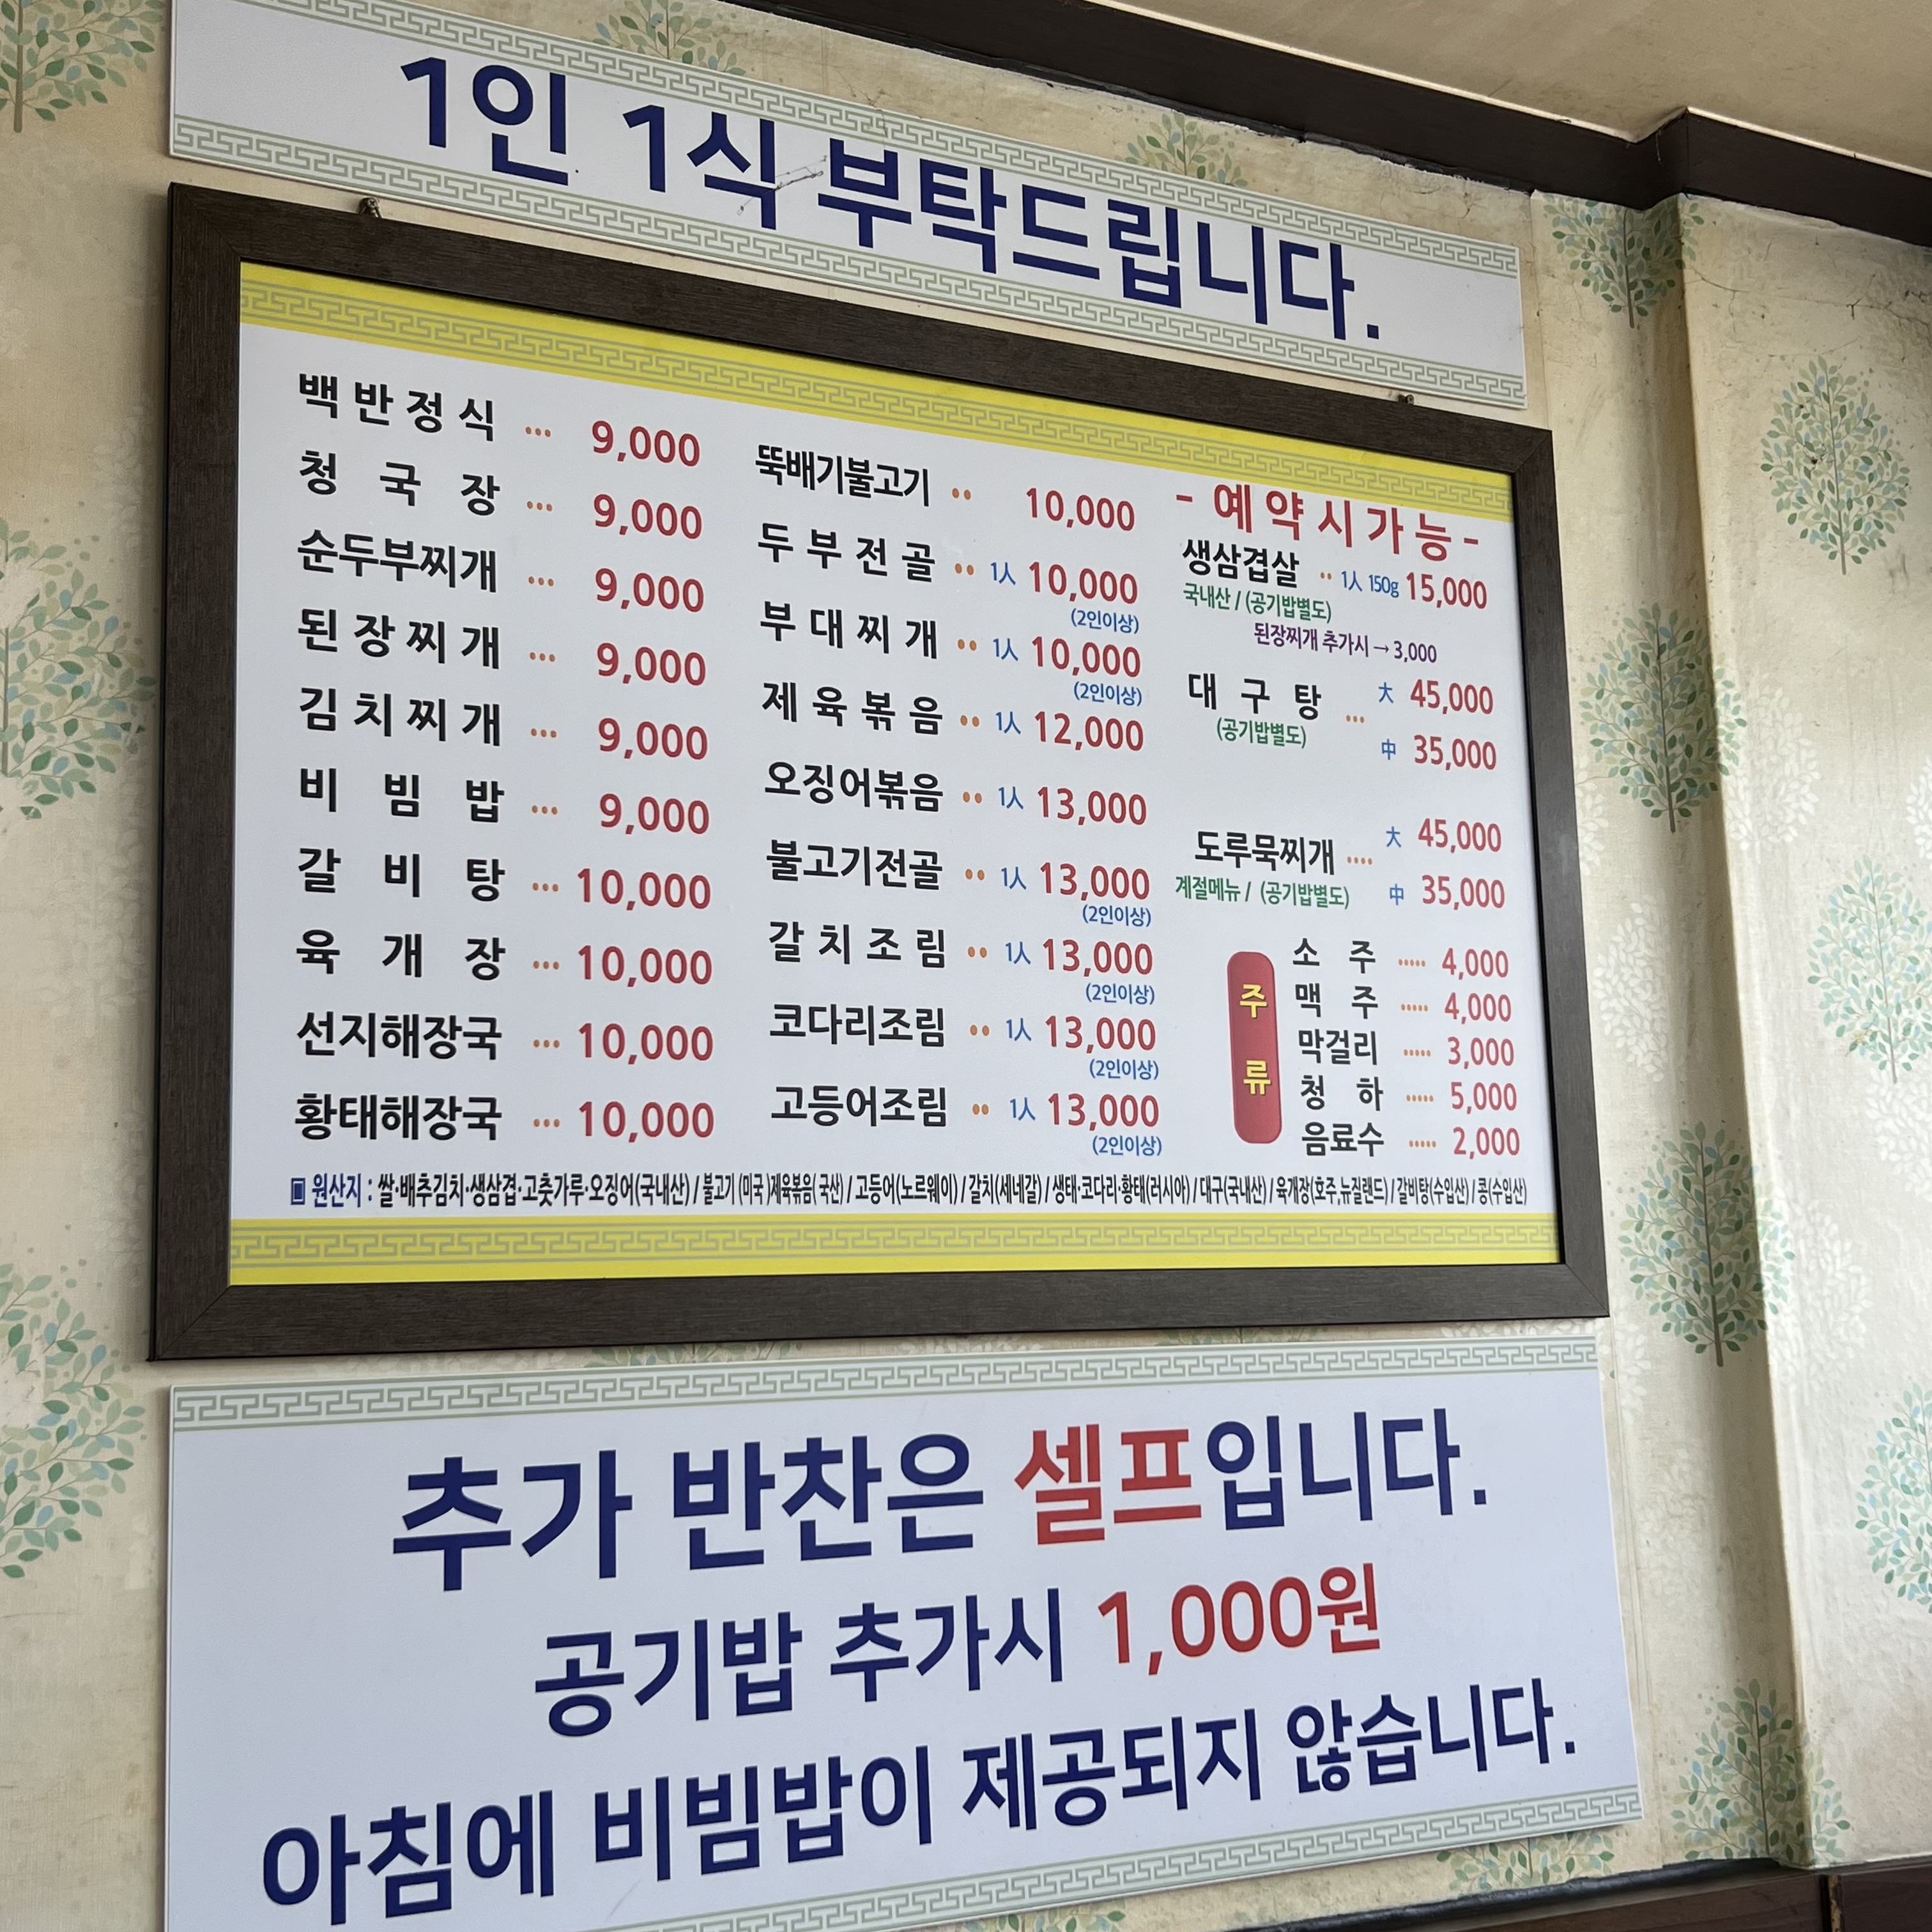 1인 1식 부탁드립니다.
백반정식 ... 9,000
청국장 ... 9,000
순두부찌개 ... 9,000
된장찌개 ... 9,000
김치찌개 ... 9,000
비빔밥 ... 9,000
갈비탕 ... 10,000
육개장 ... 10,000
선지해장국 ... 10,000
황태해장국 ... 10,000
뚝배기불고기 .. 10,000
두부전골 .. 1人 10,000
(2인이상)
부대찌개 .. 1人 10,000
(2인이상)
제육볶음 .. 1人 12,000
오징어볶음 .. 1人 13,000
불고기전골 .. 1人 13,000
(2인이상)
갈치조림 .. 1人 13,000
(2인이상)
코다리조림 .. 1人 13,000
(2인이상)
고등어조림 .. 1人 13,000
(2인이상)
- 예약시가능 -
생삼겹살 .. 1人 150g 15,000
국내산 / (공기밥별도)
된장찌개 추가시 → 3,000
대구탕 ... 大 45,000
(공기밥별도)
中 35,000
도루묵찌개 .... 大 45,000
계절메뉴 / (공기밥별도) 中 35,000
주류
소주 ..... 4,000
맥주 ..... 4,000
막걸리 ..... 3,000
청하 ..... 5,000
음료수 ..... 2,000
▣ 원산지 : 쌀·배추김치·생삼겹·고춧가루·오징어(국내산) / 불고기 (미국 )제육볶음( 국산) / 고등어(노르웨이) / 갈치(세네갈) / 생태·코다리·황태(러시아) / 대구(국내산) / 육개장(호주,뉴질랜드) / 갈비탕(수입산) / 콩(수입산)
추가 반찬은 셀프입니다.
공기밥 추가시 1,000원
아침에 비빔밥이 제공되지 않습니다.